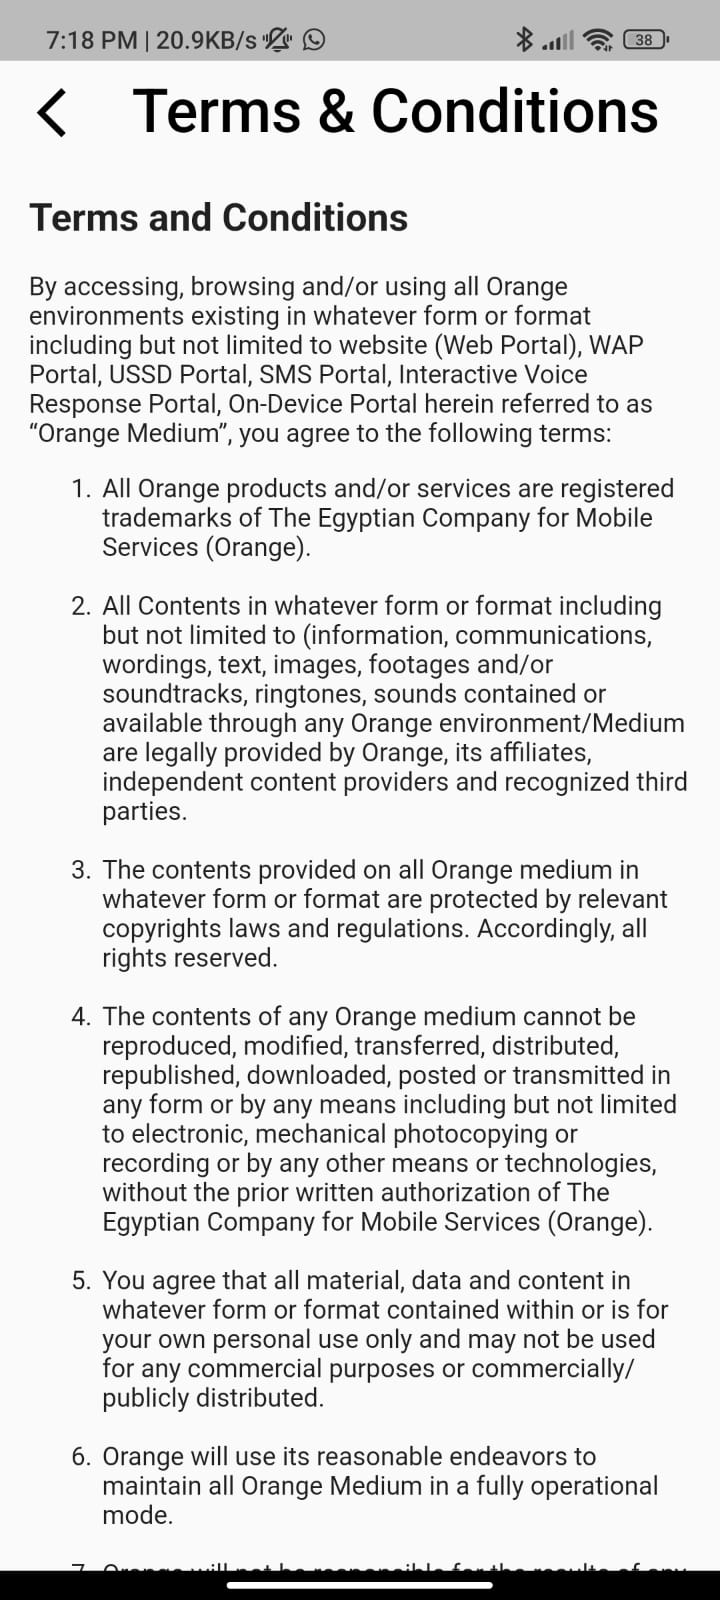 7:18 PM | 20.9KB/s
38
Terms & Conditions
Terms and Conditions
By accessing, browsing and/or using all Orange
environments existing in whatever form or format
including but not limited to website (Web Portal), WAP
Portal, USSD Portal, SMS Portal, Interactive Voice
Response Portal, On-Device Portal herein referred to as
“Orange Medium”, you agree to the following terms:
1. All Orange products and/or services are registered
trademarks of The Egyptian Company for Mobile
Services (Orange).
2. All Contents in whatever form or format including
but not limited to (information, communications,
wordings, text, images, footages and/or
soundtracks, ringtones, sounds contained or
available through any Orange environment/Medium
are legally provided by Orange, its affiliates,
independent content providers and recognized third
parties.
3. The contents provided on all Orange medium in
whatever form or format are protected by relevant
copyrights laws and regulations. Accordingly, all
rights reserved.
4. The contents of any Orange medium cannot be
reproduced, modified, transferred, distributed,
republished, downloaded, posted or transmitted in
any form or by any means including but not limited
to electronic, mechanical photocopying or
recording or by any other means or technologies,
without the prior written authorization of The
Egyptian Company for Mobile Services (Orange).
5. You agree that all material, data and content in
whatever form or format contained within or is for
your own personal use only and may not be used
for any commercial purposes or commercially/
publicly distributed.
6. Orange will use its reasonable endeavors to
maintain all Orange Medium in a fully operational
mode.
7. Orange will not be responsible for the results of any